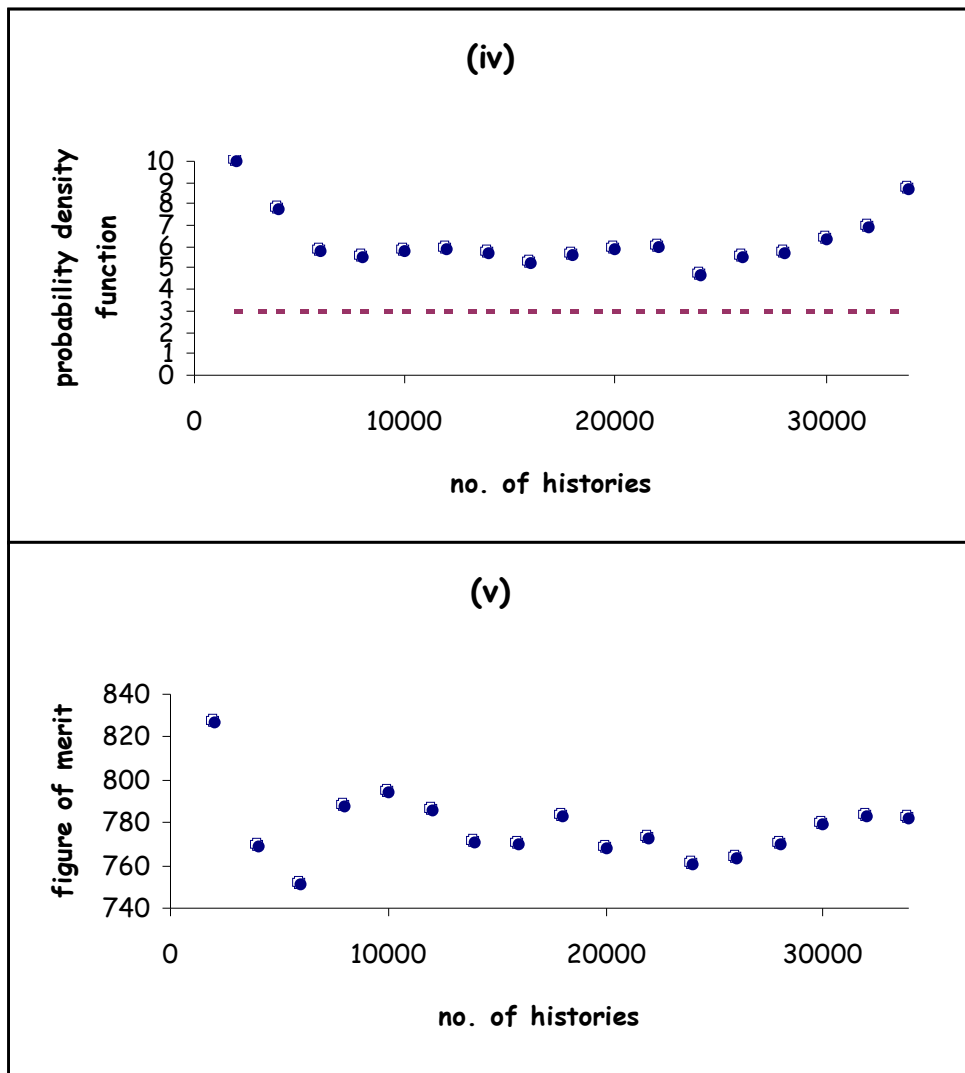 (iv)
probability density
function
10
9
8
7
6
5
4
3
2
1
0
0 10000 20000 30000
no. of histories
(v)
figure of merit
840
820
800
780
760
740
0 10000 20000 30000
no. of histories